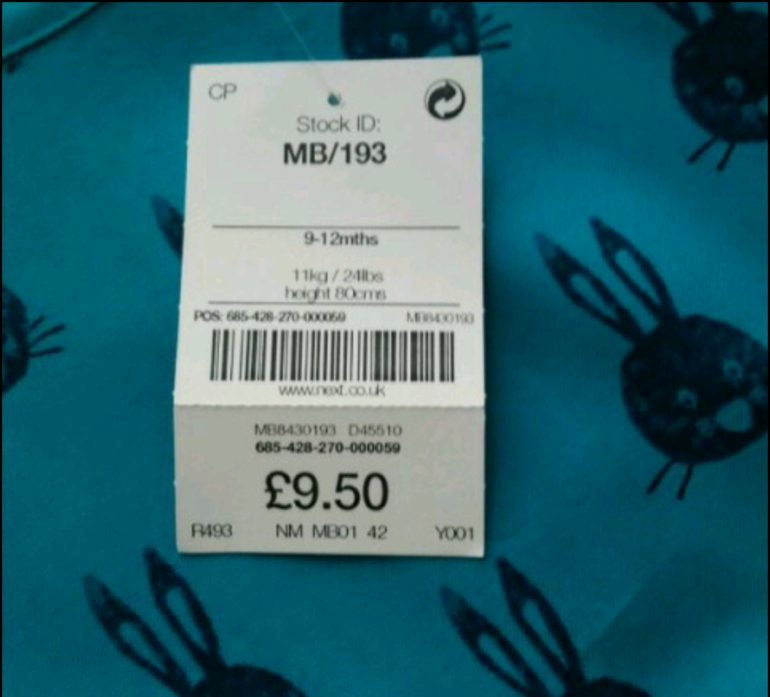 CP
Stock ID:
MB/193
9-12mths
11kg / 24lbs
height 80cms
POS: 685-428-270-000059 MB8430193
www.next.co.uk
MB8430193 D45510
685-428-270-000059
£9.50
R493 NM MB01 42 Y001